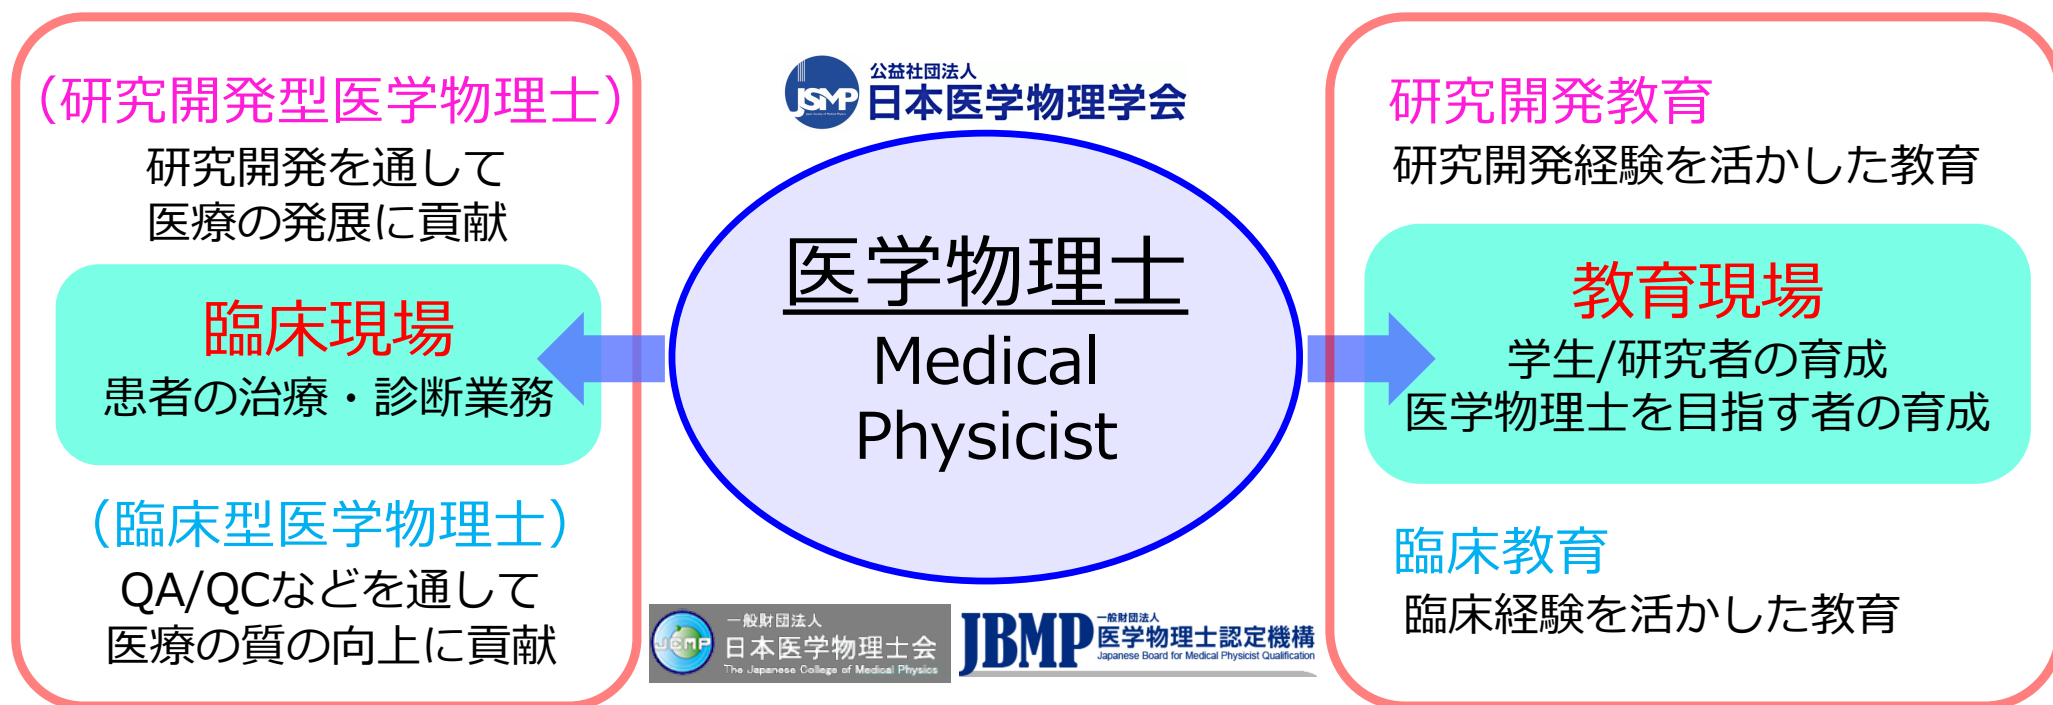 (研究開発型医学物理士)
研究開発を通して
医療の発展に貢献
臨床現場
患者の治療・診断業務
(臨床型医学物理士)
QA/QCなどを通して
医療の質の向上に貢献
JSMP
公益社団法人
日本医学物理学会
医学物理士
Medical
Physicist
一般財団法人
日本医学物理士会
The Japanese College of Medical Physics
JBMP
一般財団法人
医学物理士認定機構
Japanese Board for Medical Physicist Qualification
研究開発教育
研究開発経験を活かした教育
教育現場
学生/研究者の育成
医学物理士を目指す者の育成
臨床教育
臨床経験を活かした教育